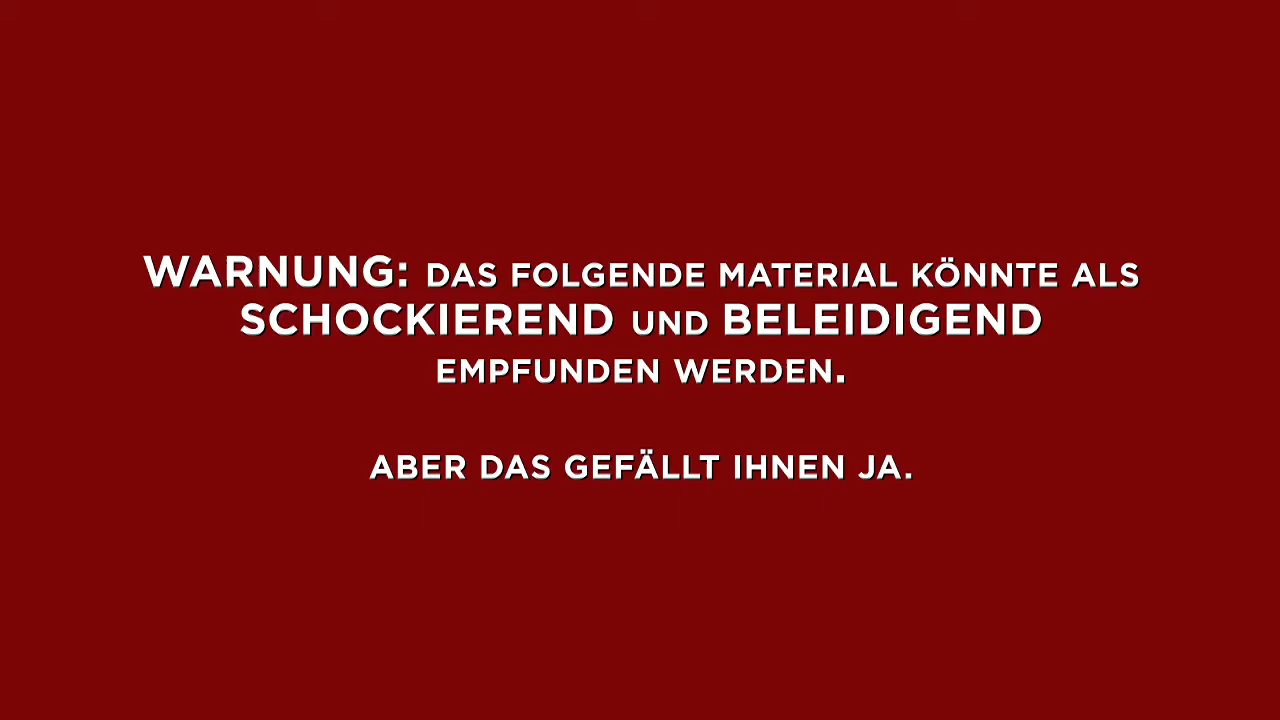 WARNUNG: DAS FOLGENDE MATERIAL KÖNNTE ALS
SCHOCKIEREND UND BELEIDIGEND
EMPFUNDEN WERDEN.
ABER DAS GEFÄLLT IHNEN JA.